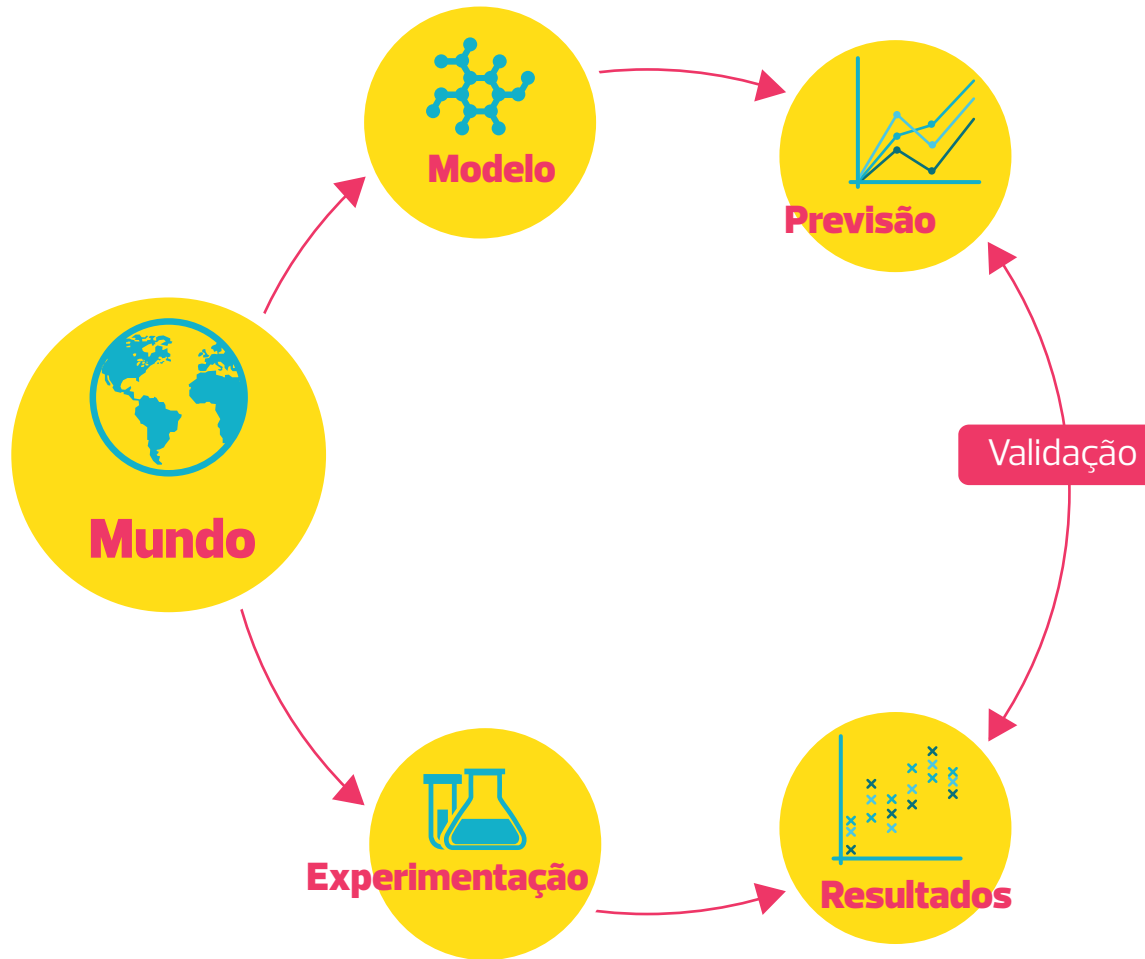 Modelo
Previsão
Mundo
Validação
Experimentação
Resultados